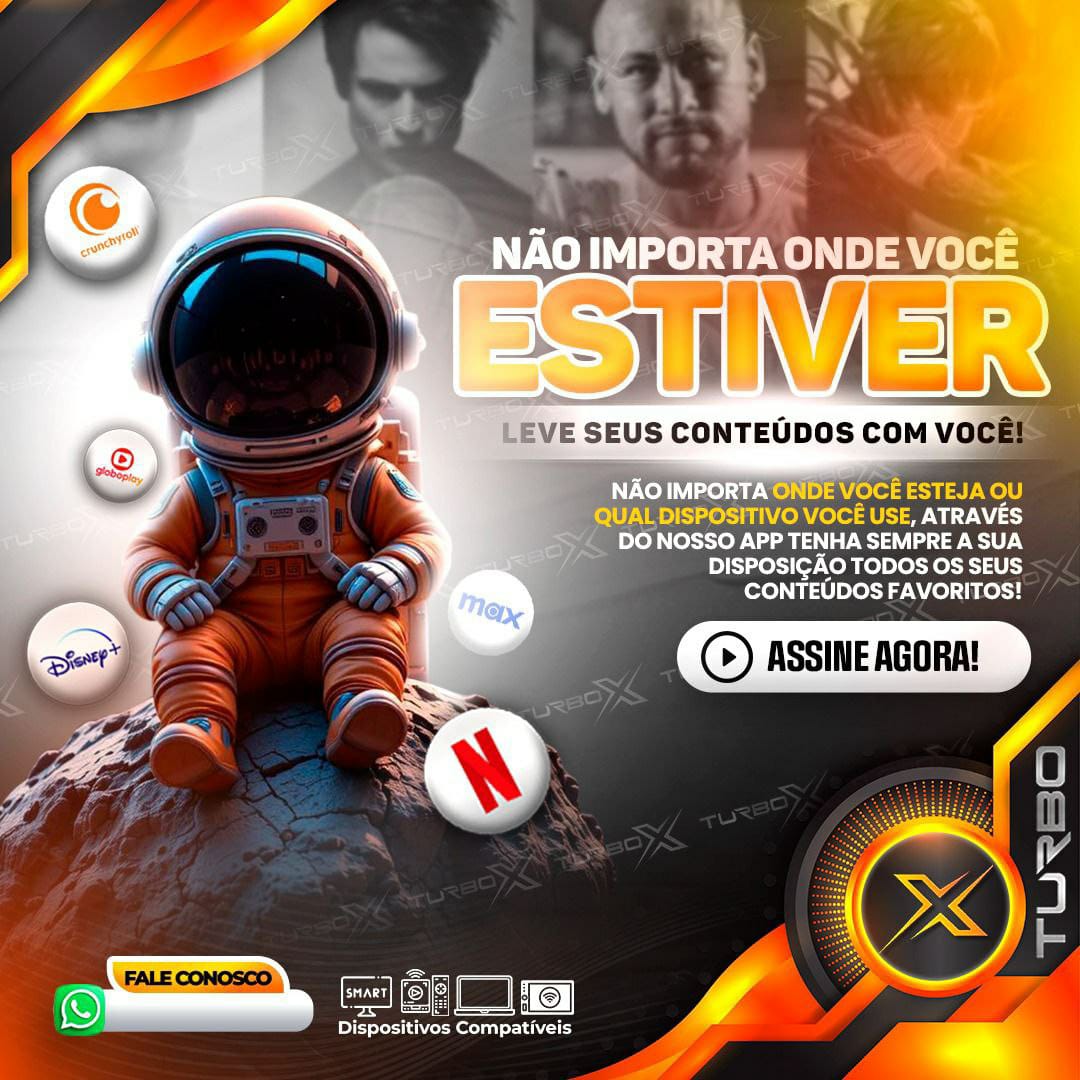 crunchyroll
NÃO IMPORTA ONDE VOCÊ
ESTIVER
LEVE SEUS CONTEÚDOS COM VOCÊ!
globoplay
NÃO IMPORTA ONDE VOCÊ ESTEJA OU
QUAL DISPOSITIVO VOCÊ USE, ATRAVÉS
DO NOSSO APP TENHA SEMPRE A SUA
DISPOSIÇÃO TODOS OS SEUS
CONTEÚDOS FAVORITOS!
max
Disney+
ASSINE AGORA!
N
TURBO
X
FALE CONOSCO
SMART
Dispositivos Compatíveis
TURBO X